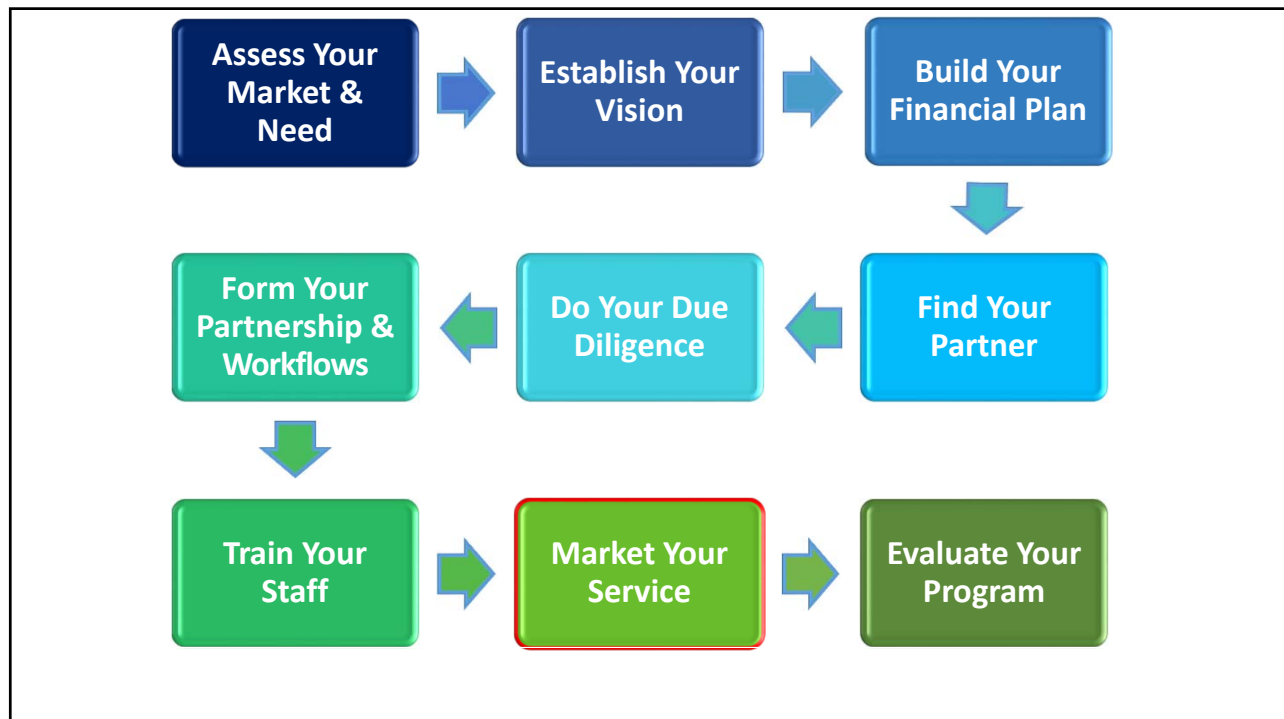 Assess Your
Market &
Need
Establish Your
Vision
Build Your
Financial Plan
Find Your
Partner
Do Your Due
Diligence
Form Your
Partnership &
Workflows
Train Your
Staff
Market Your
Service
Evaluate Your
Program